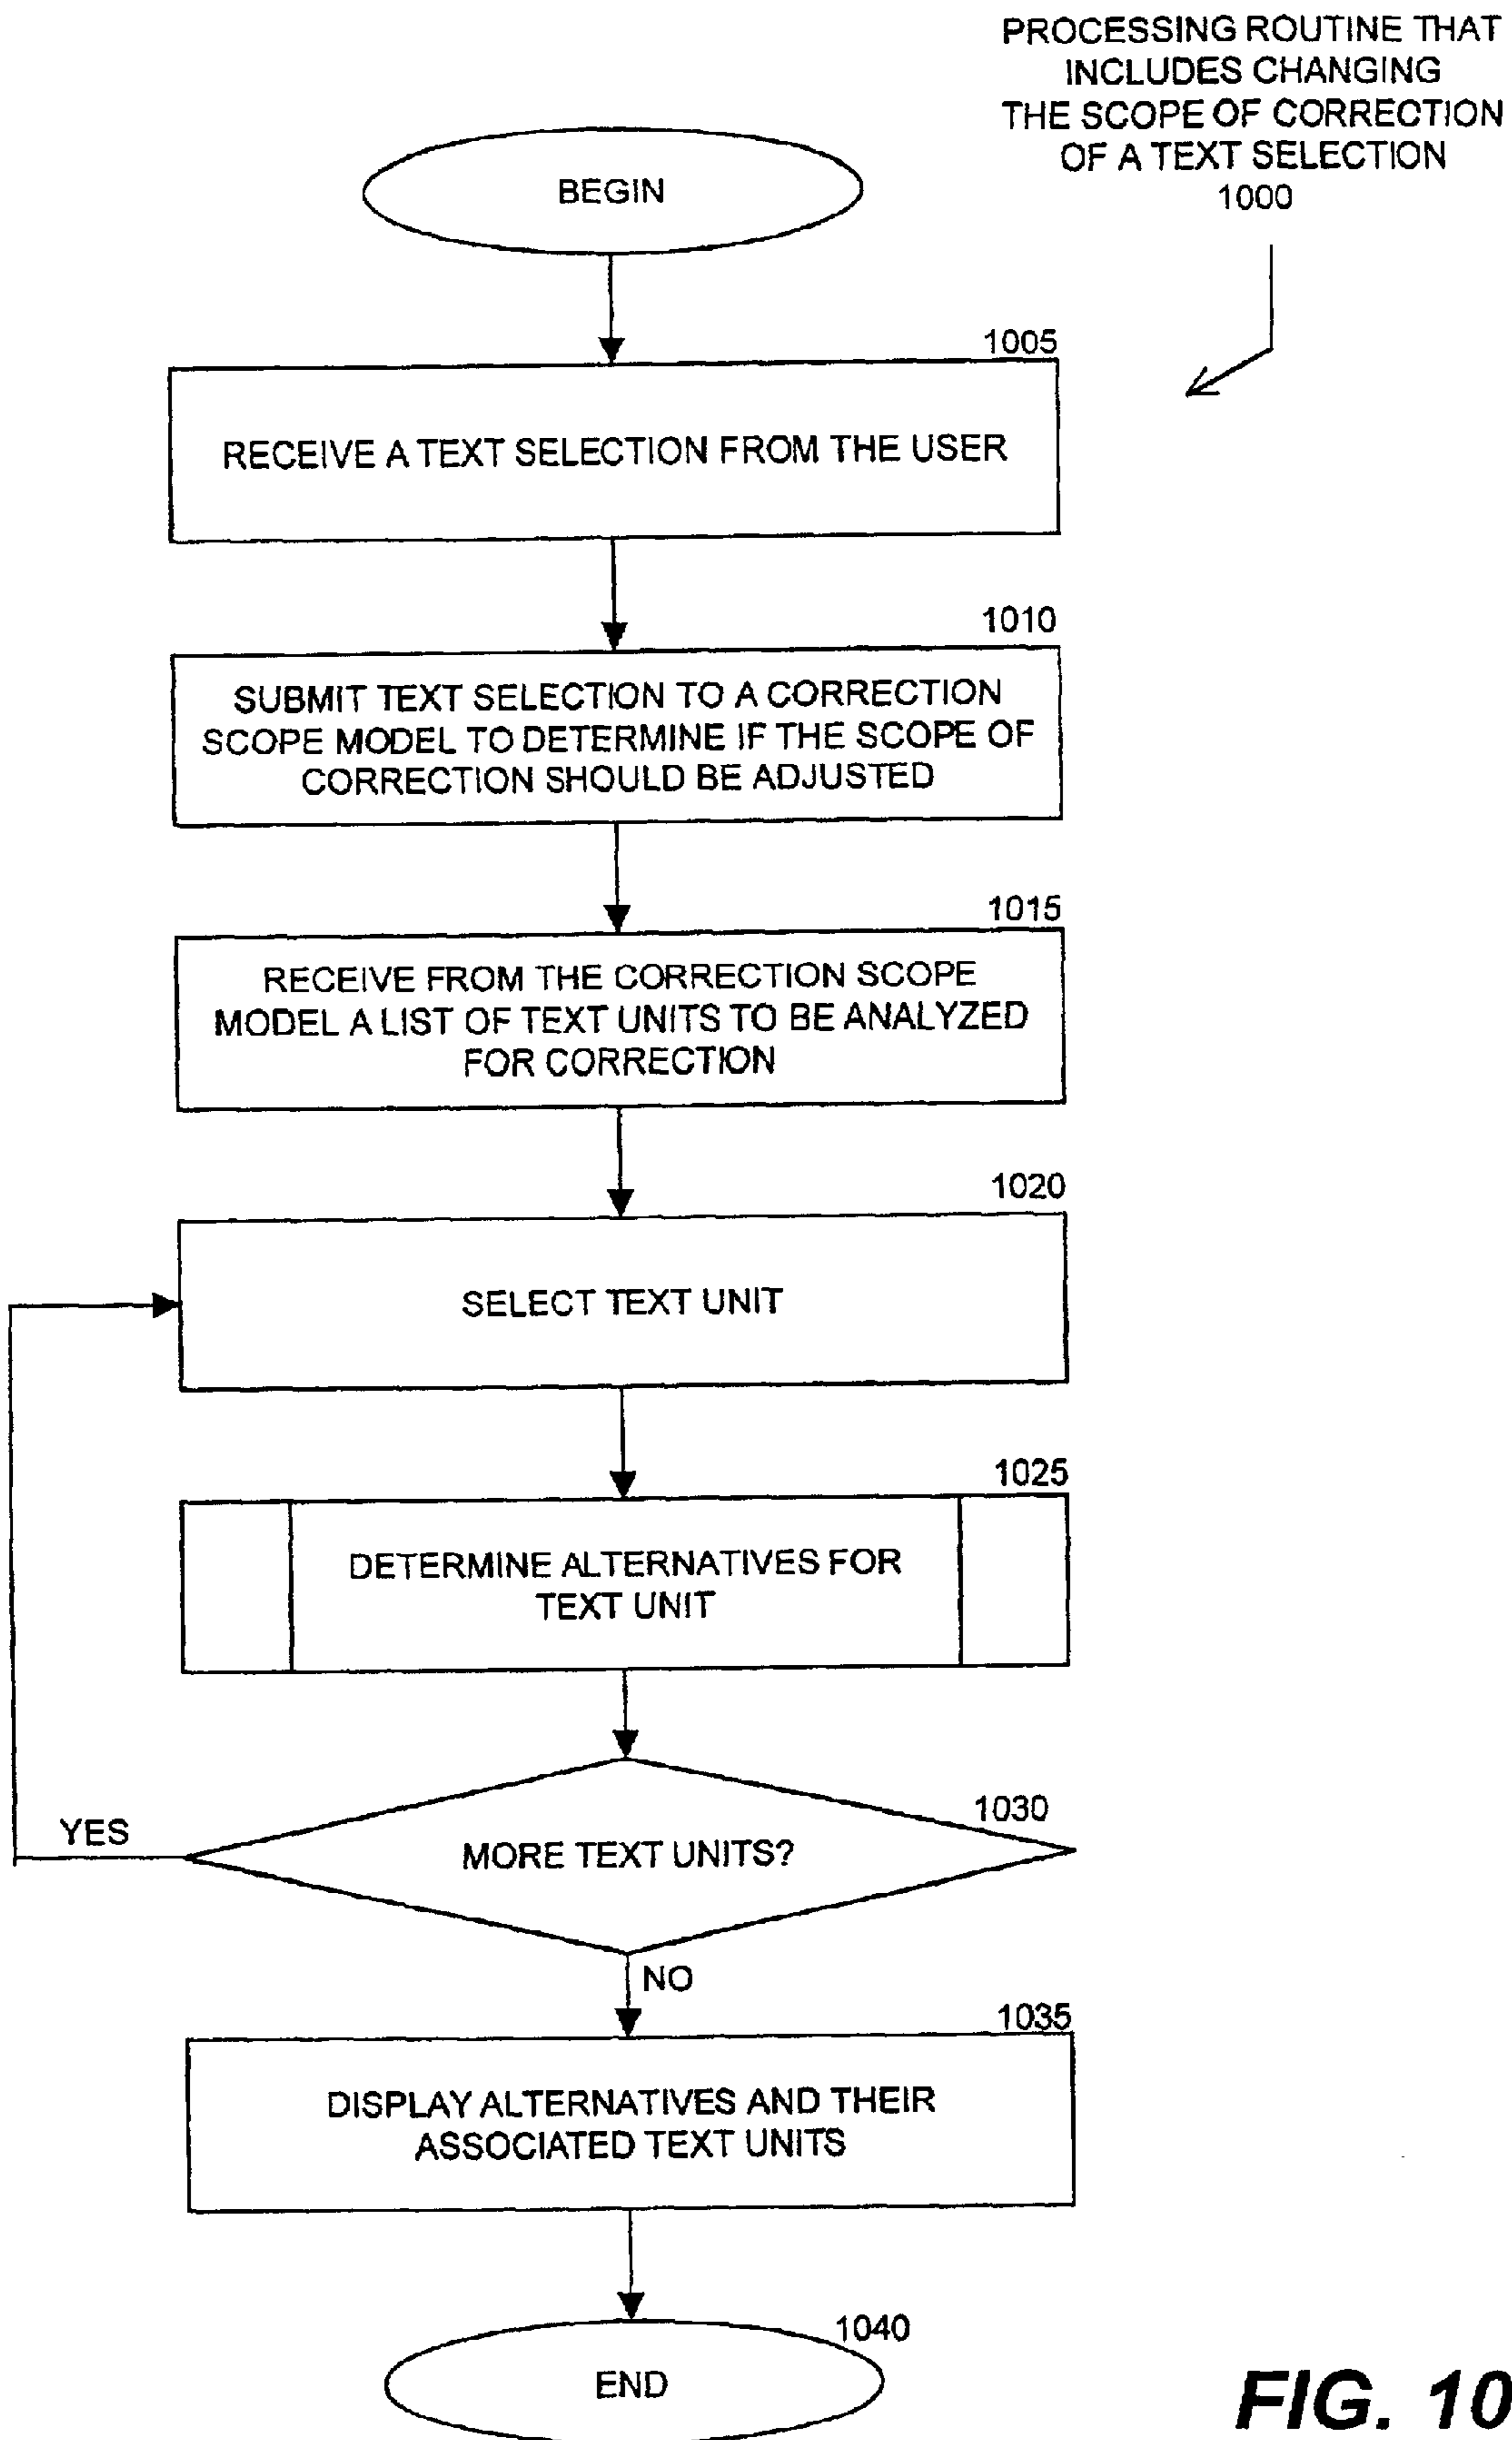 PROCESSING ROUTINE THAT
INCLUDES CHANGING
THE SCOPE OF CORRECTION
OF A TEXT SELECTION
1000
BEGIN
1005
RECEIVE A TEXT SELECTION FROM THE USER
1010
SUBMIT TEXT SELECTION TO A CORRECTION
SCOPE MODEL TO DETERMINE IF THE SCOPE OF
CORRECTION SHOULD BE ADJUSTED
1015
RECEIVE FROM THE CORRECTION SCOPE
MODEL A LIST OF TEXT UNITS TO BE ANALYZED
FOR CORRECTION
1020
SELECT TEXT UNIT
1025
DETERMINE ALTERNATIVES FOR
TEXT UNIT
1030
YES
MORE TEXT UNITS?
NO
1035
DISPLAY ALTERNATIVES AND THEIR
ASSOCIATED TEXT UNITS
1040
END
FIG. 10